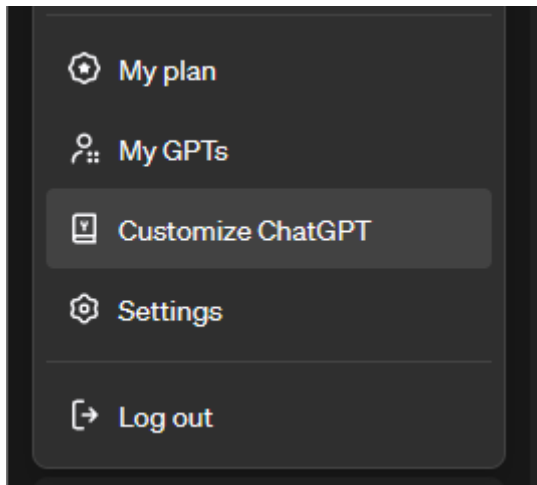 My plan
My GPTs
Customize ChatGPT
Settings
Log out